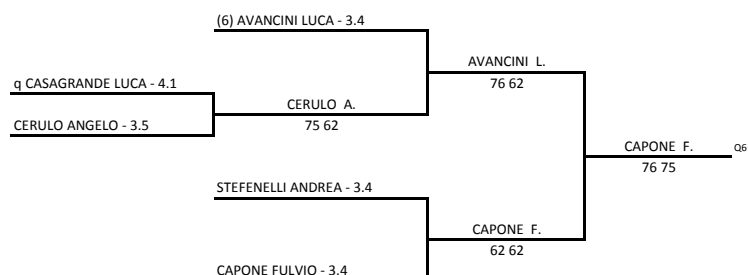 (6) AVANCINI LUCA - 3.4
AVANCINI L.
76 62
q CASAGRANDE LUCA - 4.1
CERULO A.
75 62
CERULO ANGELO - 3.5
CAPONE F.
Q6
76 75
STEFENELLI ANDREA - 3.4
CAPONE F.
62 62
CAPONE FULVIO - 3.4